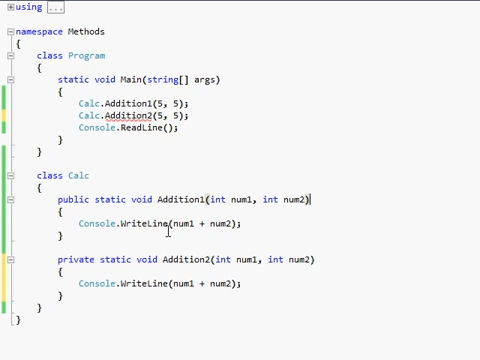 using ...
namespace Methods
{
class Program
{
static void Main(string[] args)
{
Calc.Addition1(5, 5);
Calc.Addition2(5, 5);
Console.ReadLine();
}
}
class Calc
{
public static void Addition1(int num1, int num2)
{
Console.WriteLine(num1 + num2);
}
private static void Addition2(int num1, int num2)
{
Console.WriteLine(num1 + num2);
}
}
}